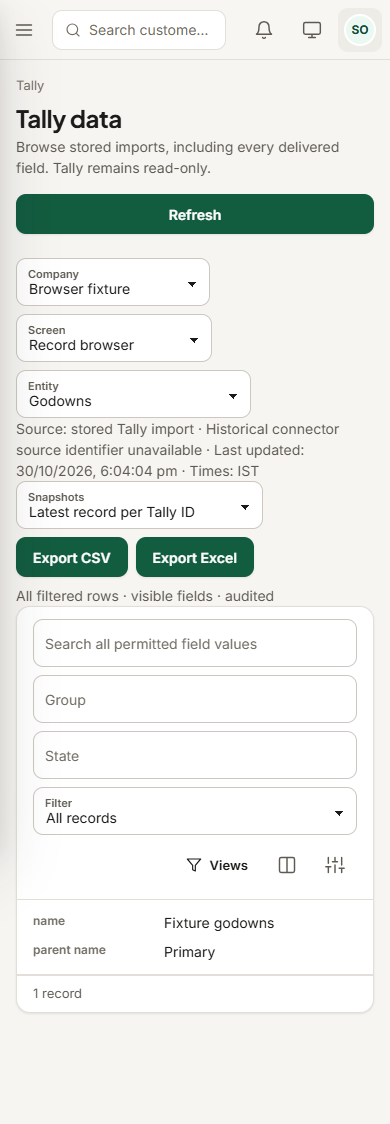 Search custome...
SO
Tally
Tally data
Browse stored imports, including every delivered
field. Tally remains read-only.
Refresh
Company
Browser fixture
Screen
Record browser
Entity
Godowns
Source: stored Tally import · Historical connector
source identifier unavailable · Last updated:
30/10/2026, 6:04:04 pm · Times: IST
Snapshots
Latest record per Tally ID
Export CSV
Export Excel
All filtered rows · visible fields · audited
Search all permitted field values
Group
State
Filter
All records
Views
name Fixture godowns
parent name Primary
1 record